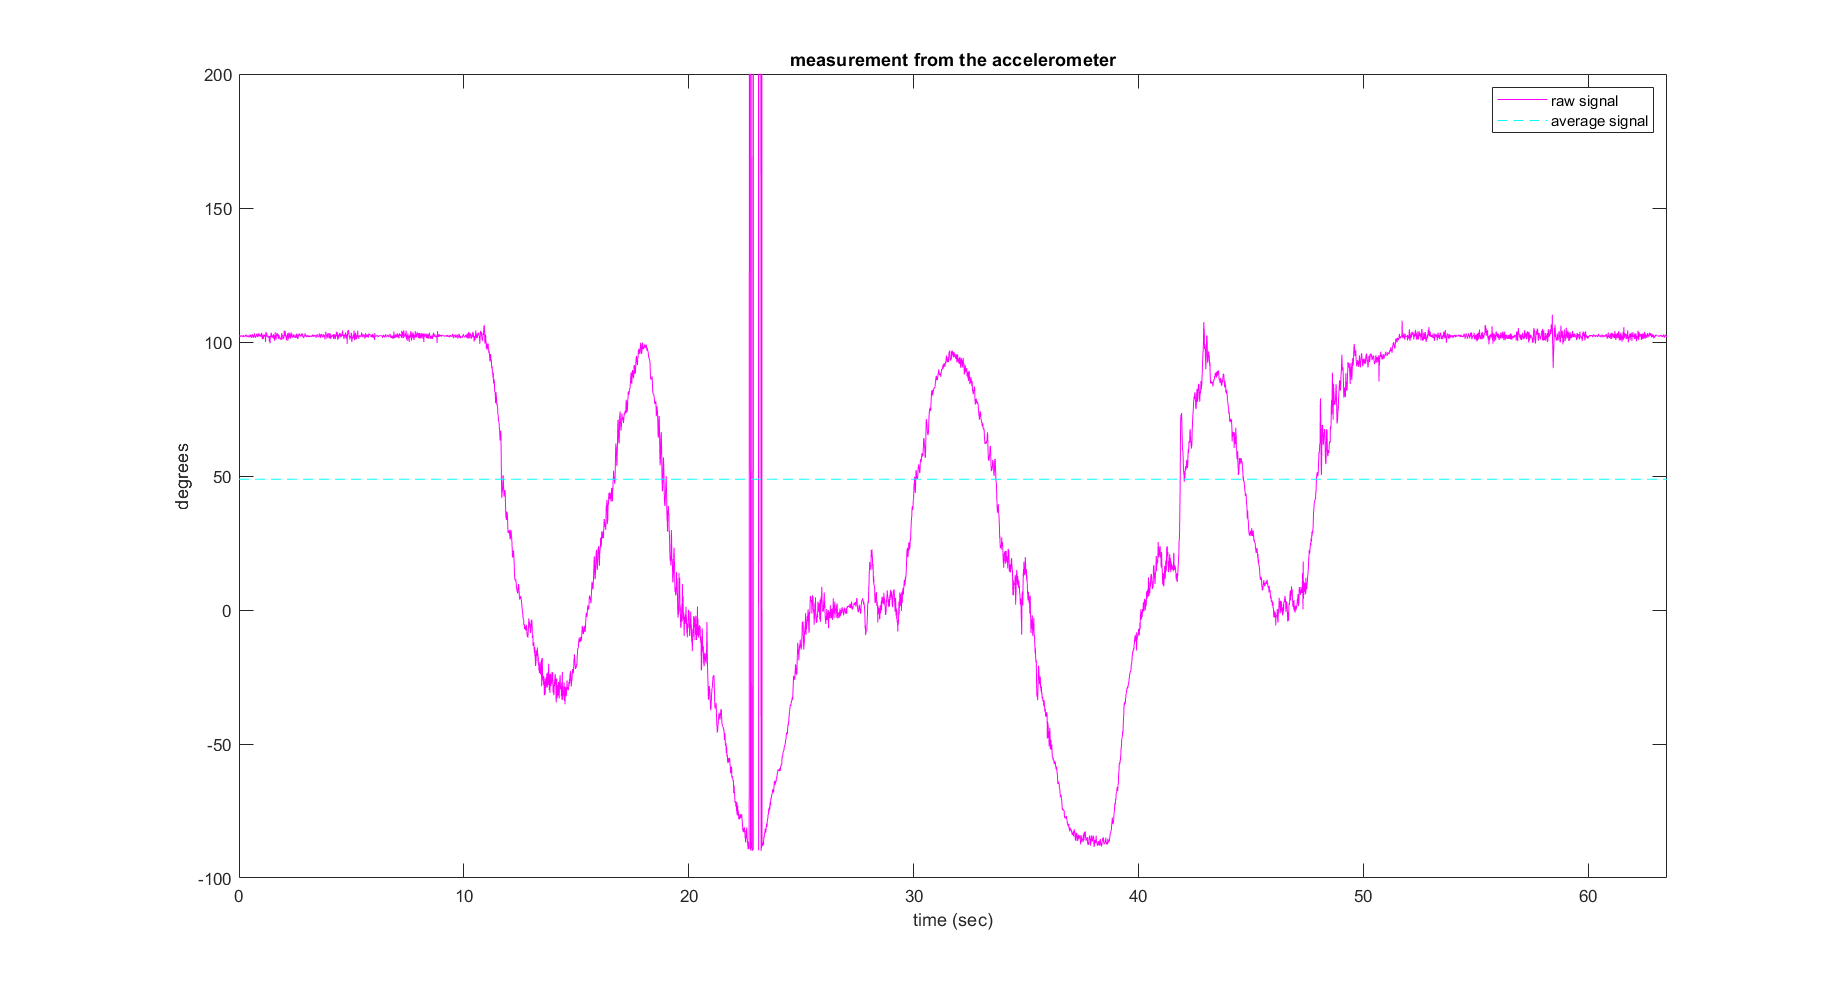 measurement from the accelerometer
raw signal
average signal
200
150
100
50
0
-50
-100
degrees
0 10 20 30 40 50 60
time (sec)